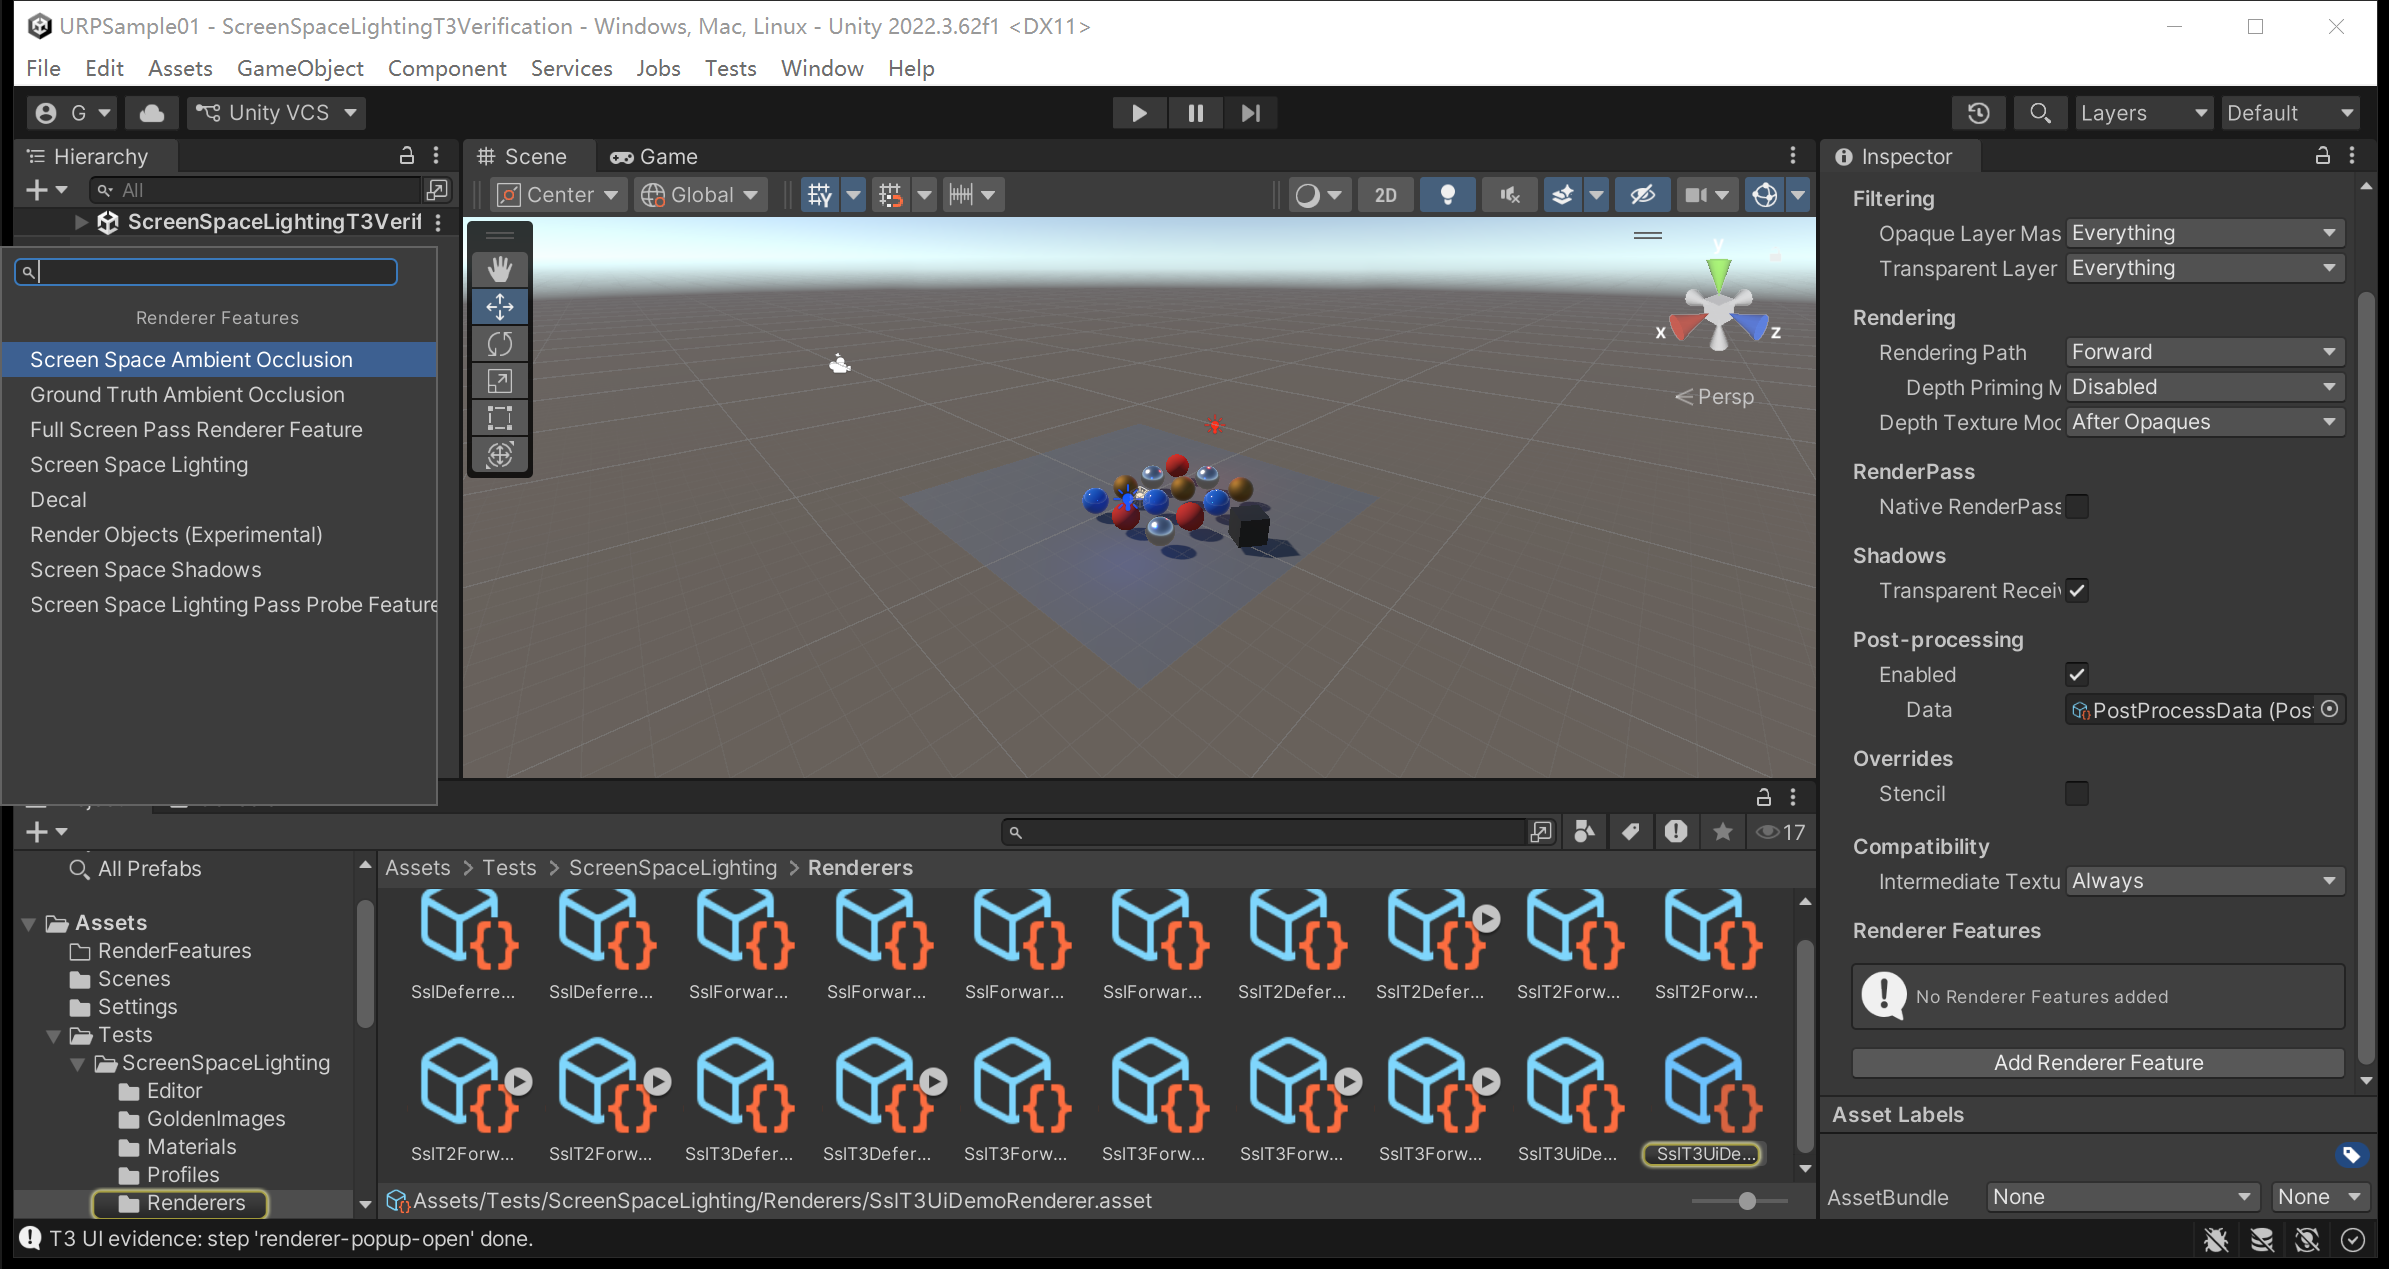 URPSample01 - ScreenSpaceLightingT3Verification - Windows, Mac, Linux - Unity 2022.3.62f1 <DX11>
File Edit Assets GameObject Component Services Jobs Tests Window Help
G Unity VCS Layers Default
Hierarchy
All
ScreenSpaceLightingT3Verif
Renderer Features
Screen Space Ambient Occlusion
Ground Truth Ambient Occlusion
Full Screen Pass Renderer Feature
Screen Space Lighting
Decal
Render Objects (Experimental)
Screen Space Shadows
Screen Space Lighting Pass Probe Feature
Scene Game
Center Global 2D
y
x z
Persp
Inspector
Filtering
Opaque Layer Mas Everything
Transparent Layer Everything
Rendering
Rendering Path Forward
Depth Priming M Disabled
Depth Texture Moc After Opaques
RenderPass
Native RenderPass
Shadows
Transparent Receiv
Post-processing
Enabled
Data PostProcessData (Pos
Overrides
Stencil
Compatibility
Intermediate Textu Always
Renderer Features
No Renderer Features added
Add Renderer Feature
Asset Labels
AssetBundle None None
17
All Prefabs
Assets
RenderFeatures
Scenes
Settings
Tests
ScreenSpaceLighting
Editor
GoldenImages
Materials
Profiles
Renderers
Assets > Tests > ScreenSpaceLighting > Renderers
SslDeferre... SslDeferre... SslForwar... SslForwar... SslForwar... SslForwar... SslT2Defer... SslT2Defer... SslT2Forw... SslT2Forw...
SslT2Forw... SslT2Forw... SslT3Defer... SslT3Defer... SslT3Forw... SslT3Forw... SslT3Forw... SslT3Forw... SslT3UiDe... SslT3UiDe...
Assets/Tests/ScreenSpaceLighting/Renderers/SslT3UiDemoRenderer.asset
T3 UI evidence: step 'renderer-popup-open' done.